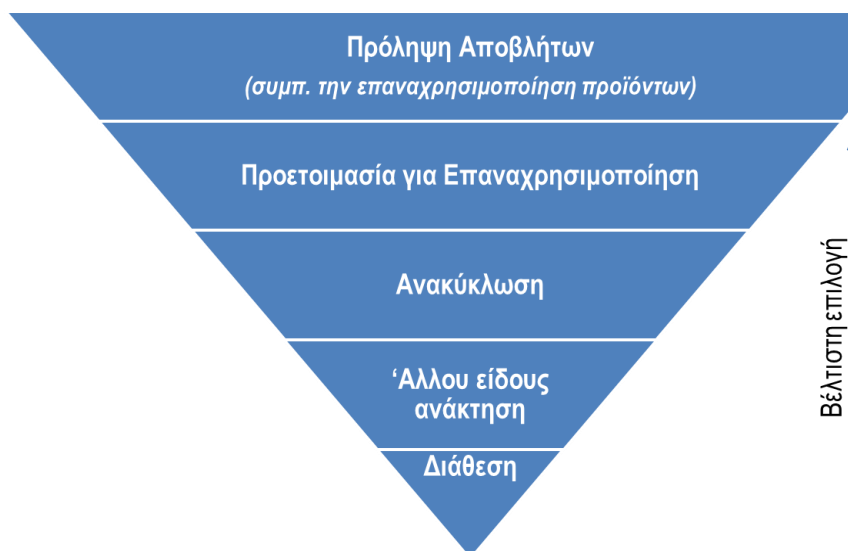 Πρόληψη Αποβλήτων
(συμπ. την επαναχρησιμοποίηση προϊόντων)
Προετοιμασία για Επαναχρησιμοποίηση
Ανακύκλωση
‘Αλλου είδους
ανάκτηση
Διάθεση
Βέλτιστη επιλογή